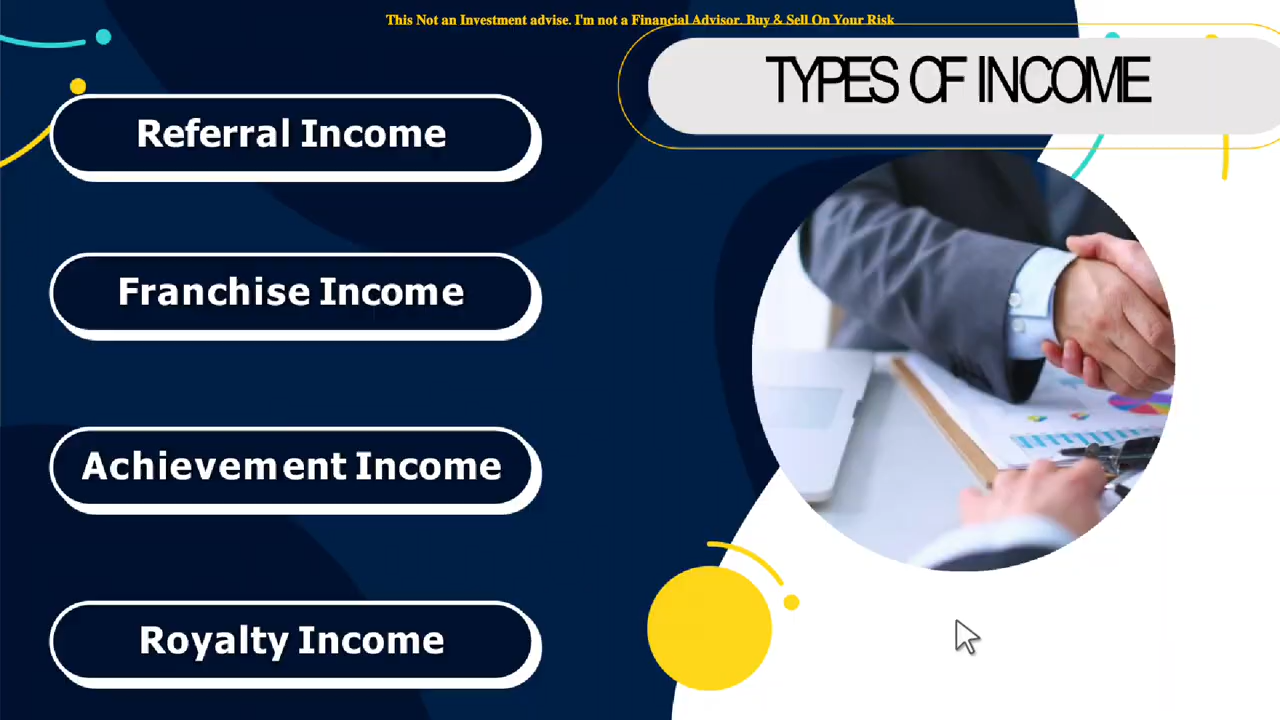 This Not an Investment advise. I'm not a Financial Advisor. Buy & Sell On Your Risk
TYPES OF INCOME
Referral Income
Franchise Income
Achievement Income
Royalty Income